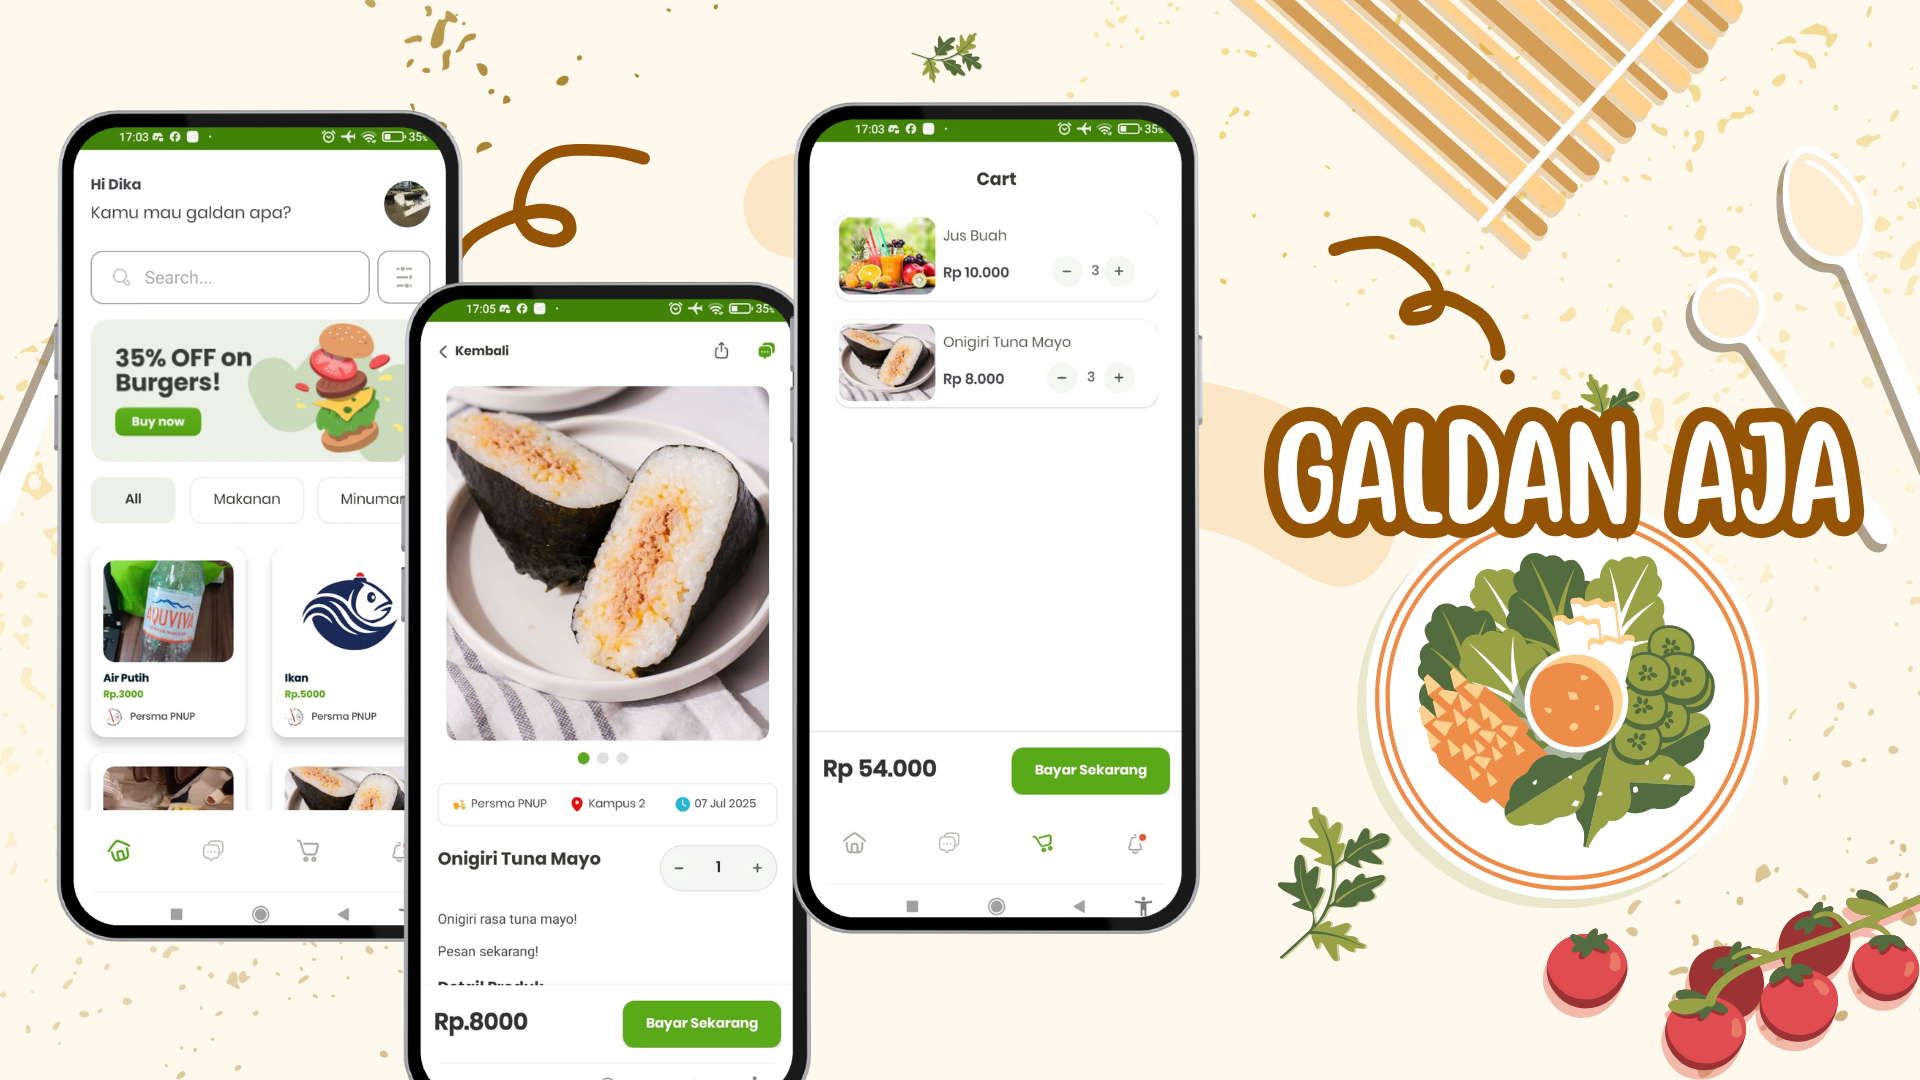 17:03
35%
Hi Dika
Kamu mau galdan apa?
Search...
35% OFF on
Burgers!
Buy now
All
Makanan
Minuman
AQUVIVA
Air Putih
Rp.3000
Persma PNUP
Ikan
Rp.5000
Persma PNUP
17:05
35%
Kembali
Persma PNUP
Kampus 2
07 Jul 2025
Onigiri Tuna Mayo
- 1 +
Onigiri rasa tuna mayo!
Pesan sekarang!
Detail Produk
Rp.8000
Bayar Sekarang
17:03
35%
Cart
Jus Buah
Rp 10.000
- 3 +
Onigiri Tuna Mayo
Rp 8.000
- 3 +
Rp 54.000
Bayar Sekarang
GALDAN AJA